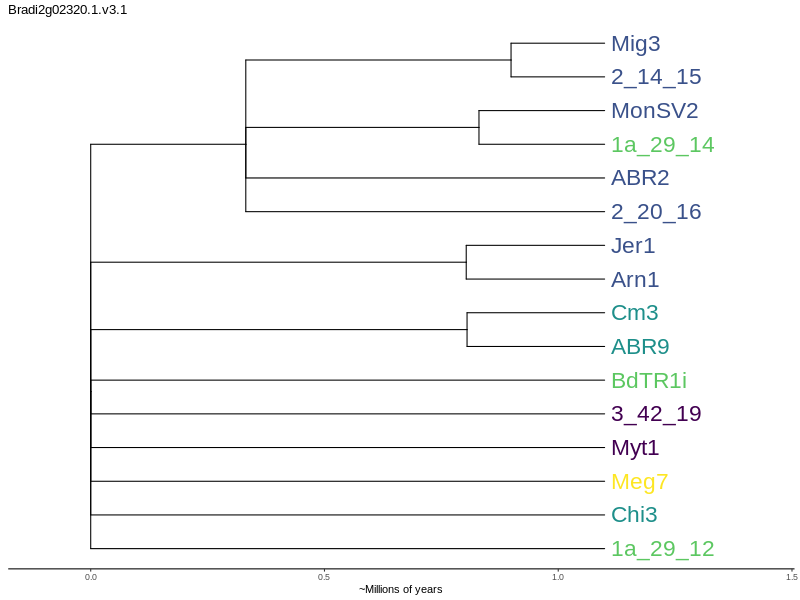 Bradi2g02320.1.v3.1
Mig3
2_14_15
MonSV2
1a_29_14
ABR2
2_20_16
Jer1
Arn1
Cm3
ABR9
BdTR1i
3_42_19
Myt1
Meg7
Chi3
1a_29_12
0.0 0.5 1.0 1.5
~Millions of years